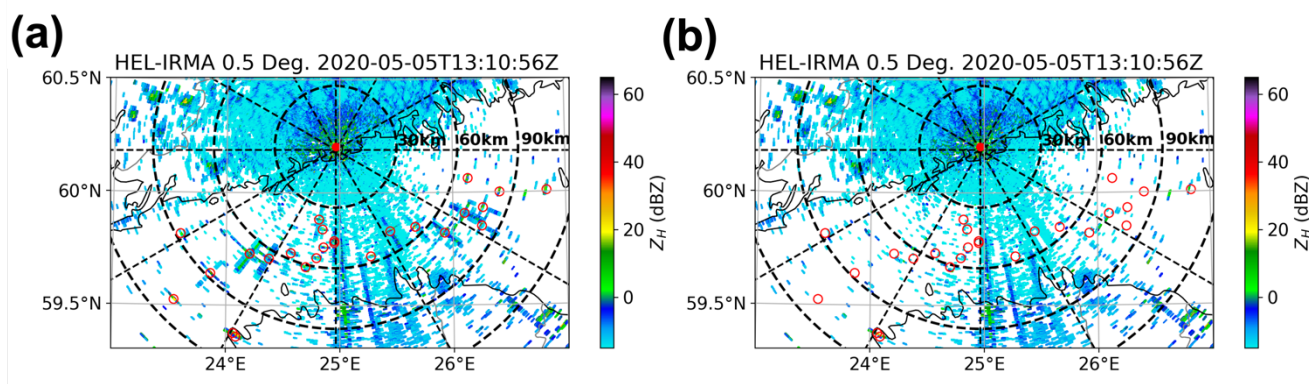 (a)
HEL-IRMA 0.5 Deg. 2020-05-05T13:10:56Z
60.5°N
60°N
59.5°N
24°E 25°E 26°E
30km 60km 90km
60
40
20
0
Z_H (dBZ)
(b)
HEL-IRMA 0.5 Deg. 2020-05-05T13:10:56Z
60.5°N
60°N
59.5°N
24°E 25°E 26°E
30km 60km 90km
60
40
20
0
Z_H (dBZ)